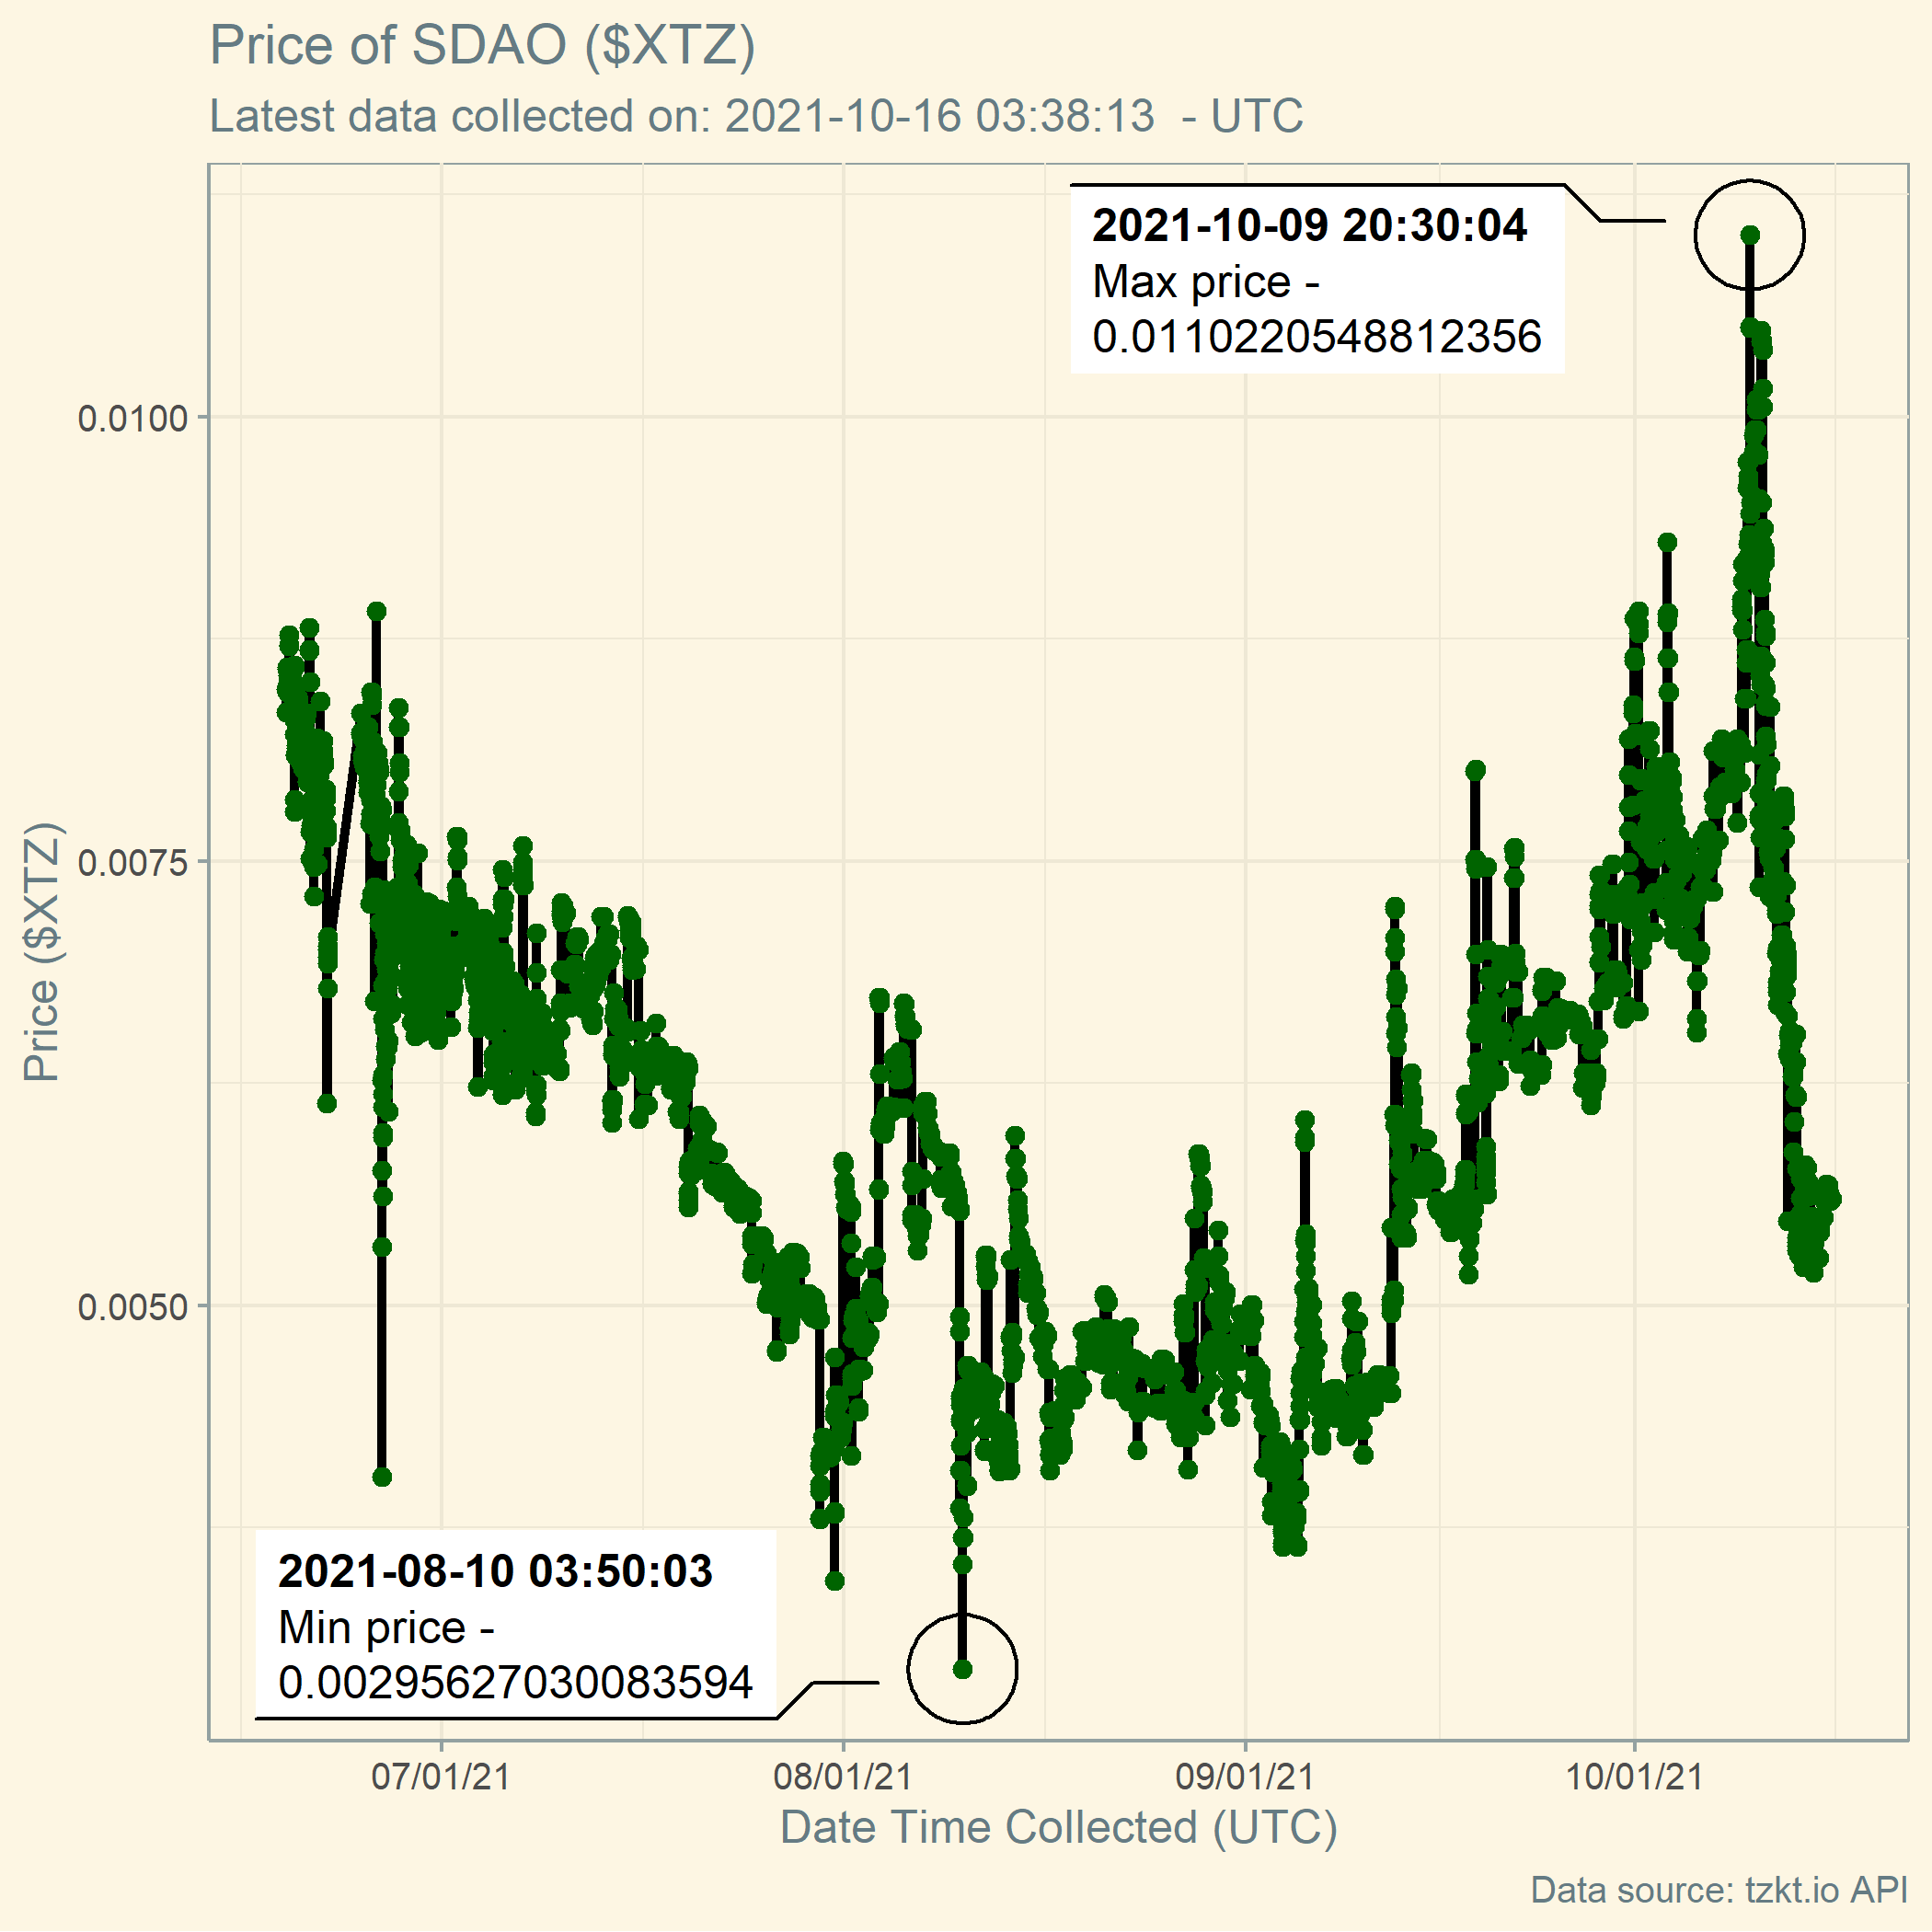 Price of SDAO ($XTZ)
Latest data collected on: 2021-10-16 03:38:13  - UTC
2021-10-09 20:30:04
Max price -
0.0110220548812356
0.0100
0.0075
0.0050
Price ($XTZ)
2021-08-10 03:50:03
Min price -
0.00295627030083594
07/01/21
08/01/21
09/01/21
10/01/21
Date Time Collected (UTC)
Data source: tzkt.io API